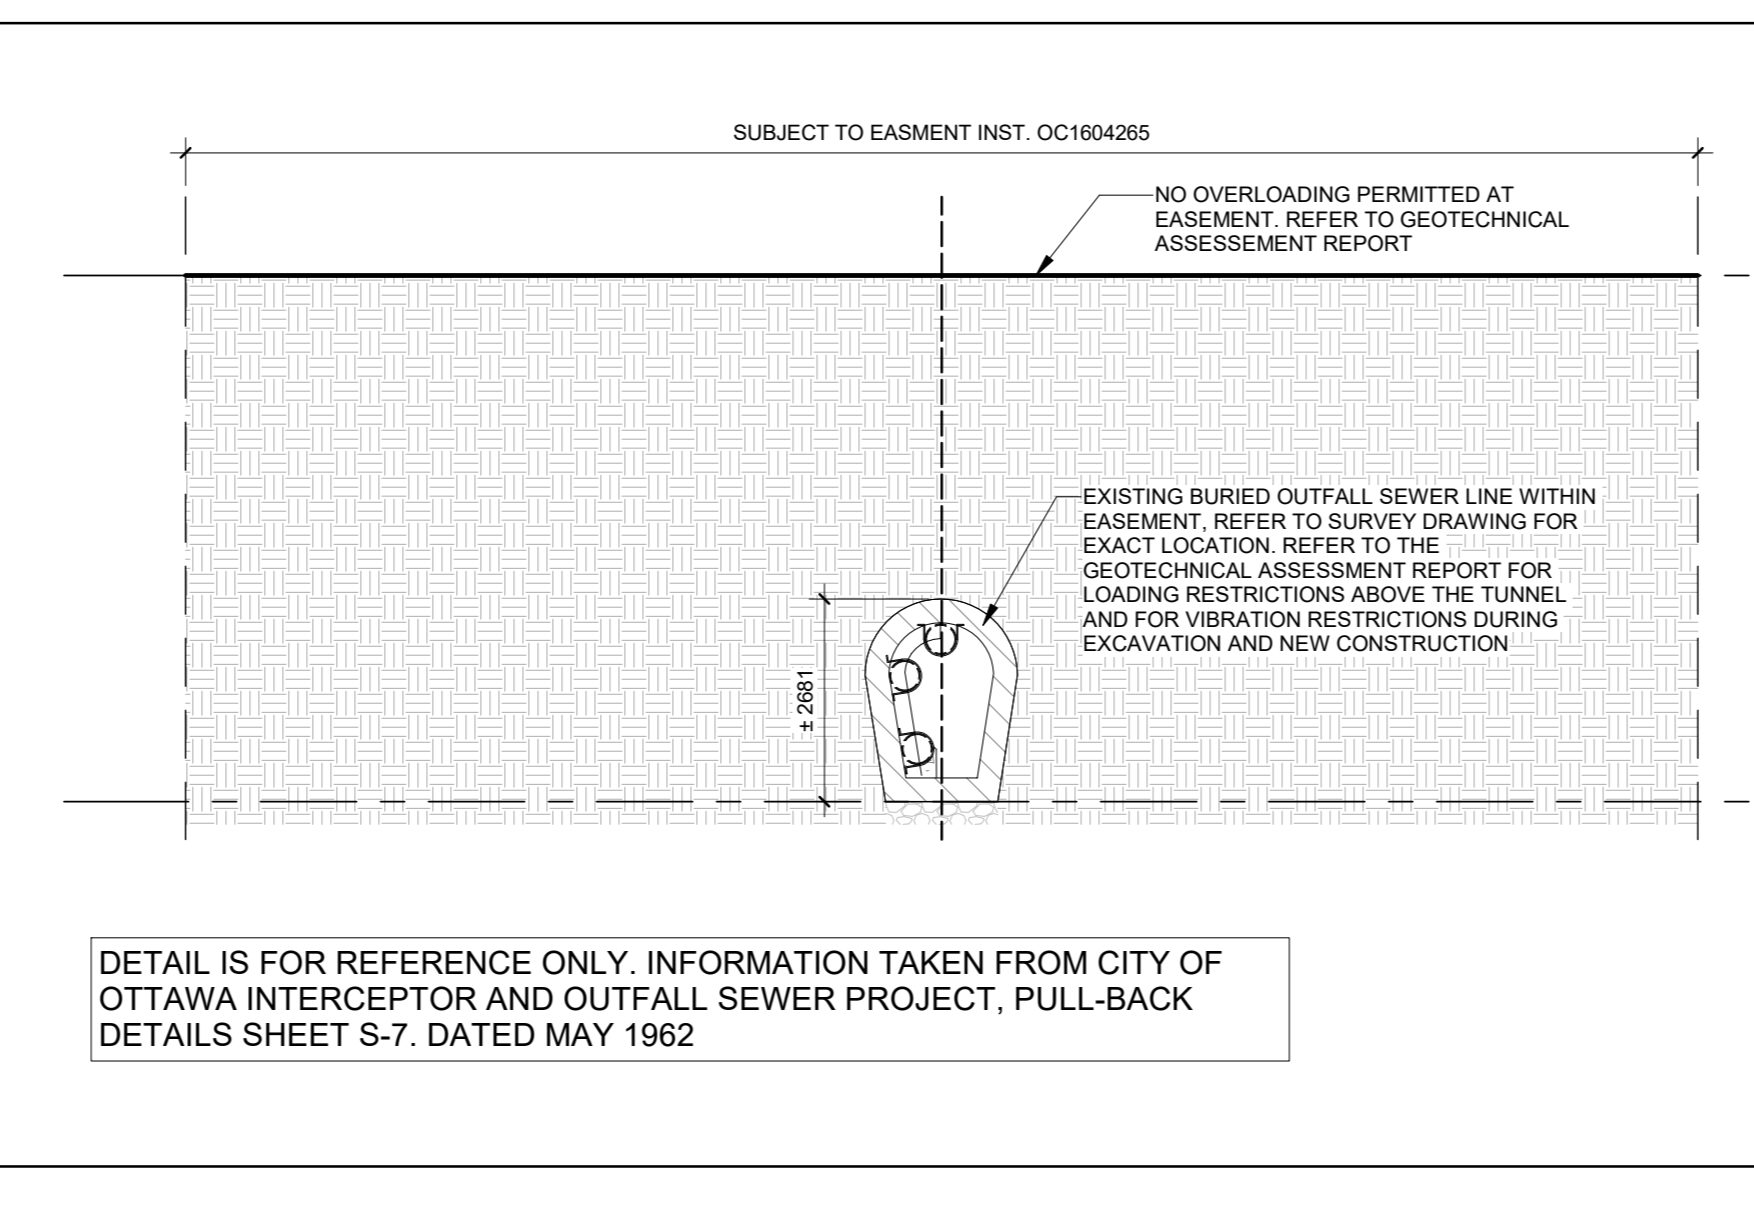 SUBJECT TO EASMENT INST. OC1604265
NO OVERLOADING PERMITTED AT
EASEMENT. REFER TO GEOTECHNICAL
ASSESSEMENT REPORT
EXISTING BURIED OUTFALL SEWER LINE WITHIN
EASEMENT, REFER TO SURVEY DRAWING FOR
EXACT LOCATION. REFER TO THE
GEOTECHNICAL ASSESSMENT REPORT FOR
LOADING RESTRICTIONS ABOVE THE TUNNEL
AND FOR VIBRATION RESTRICTIONS DURING
EXCAVATION AND NEW CONSTRUCTION
± 2681
DETAIL IS FOR REFERENCE ONLY. INFORMATION TAKEN FROM CITY OF
OTTAWA INTERCEPTOR AND OUTFALL SEWER PROJECT, PULL-BACK
DETAILS SHEET S-7. DATED MAY 1962